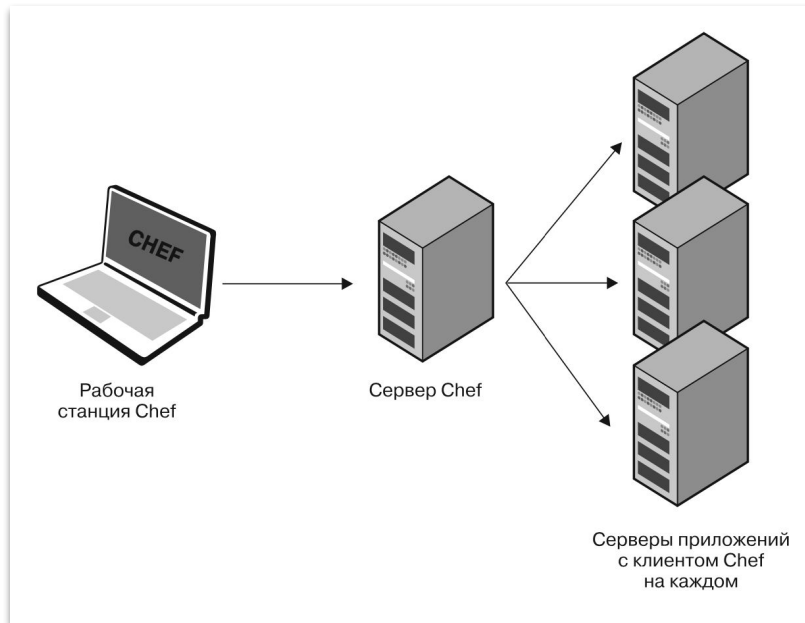 CHEF
Рабочая
станция Chef
Сервер Chef
Серверы приложений
с клиентом Chef
на каждом